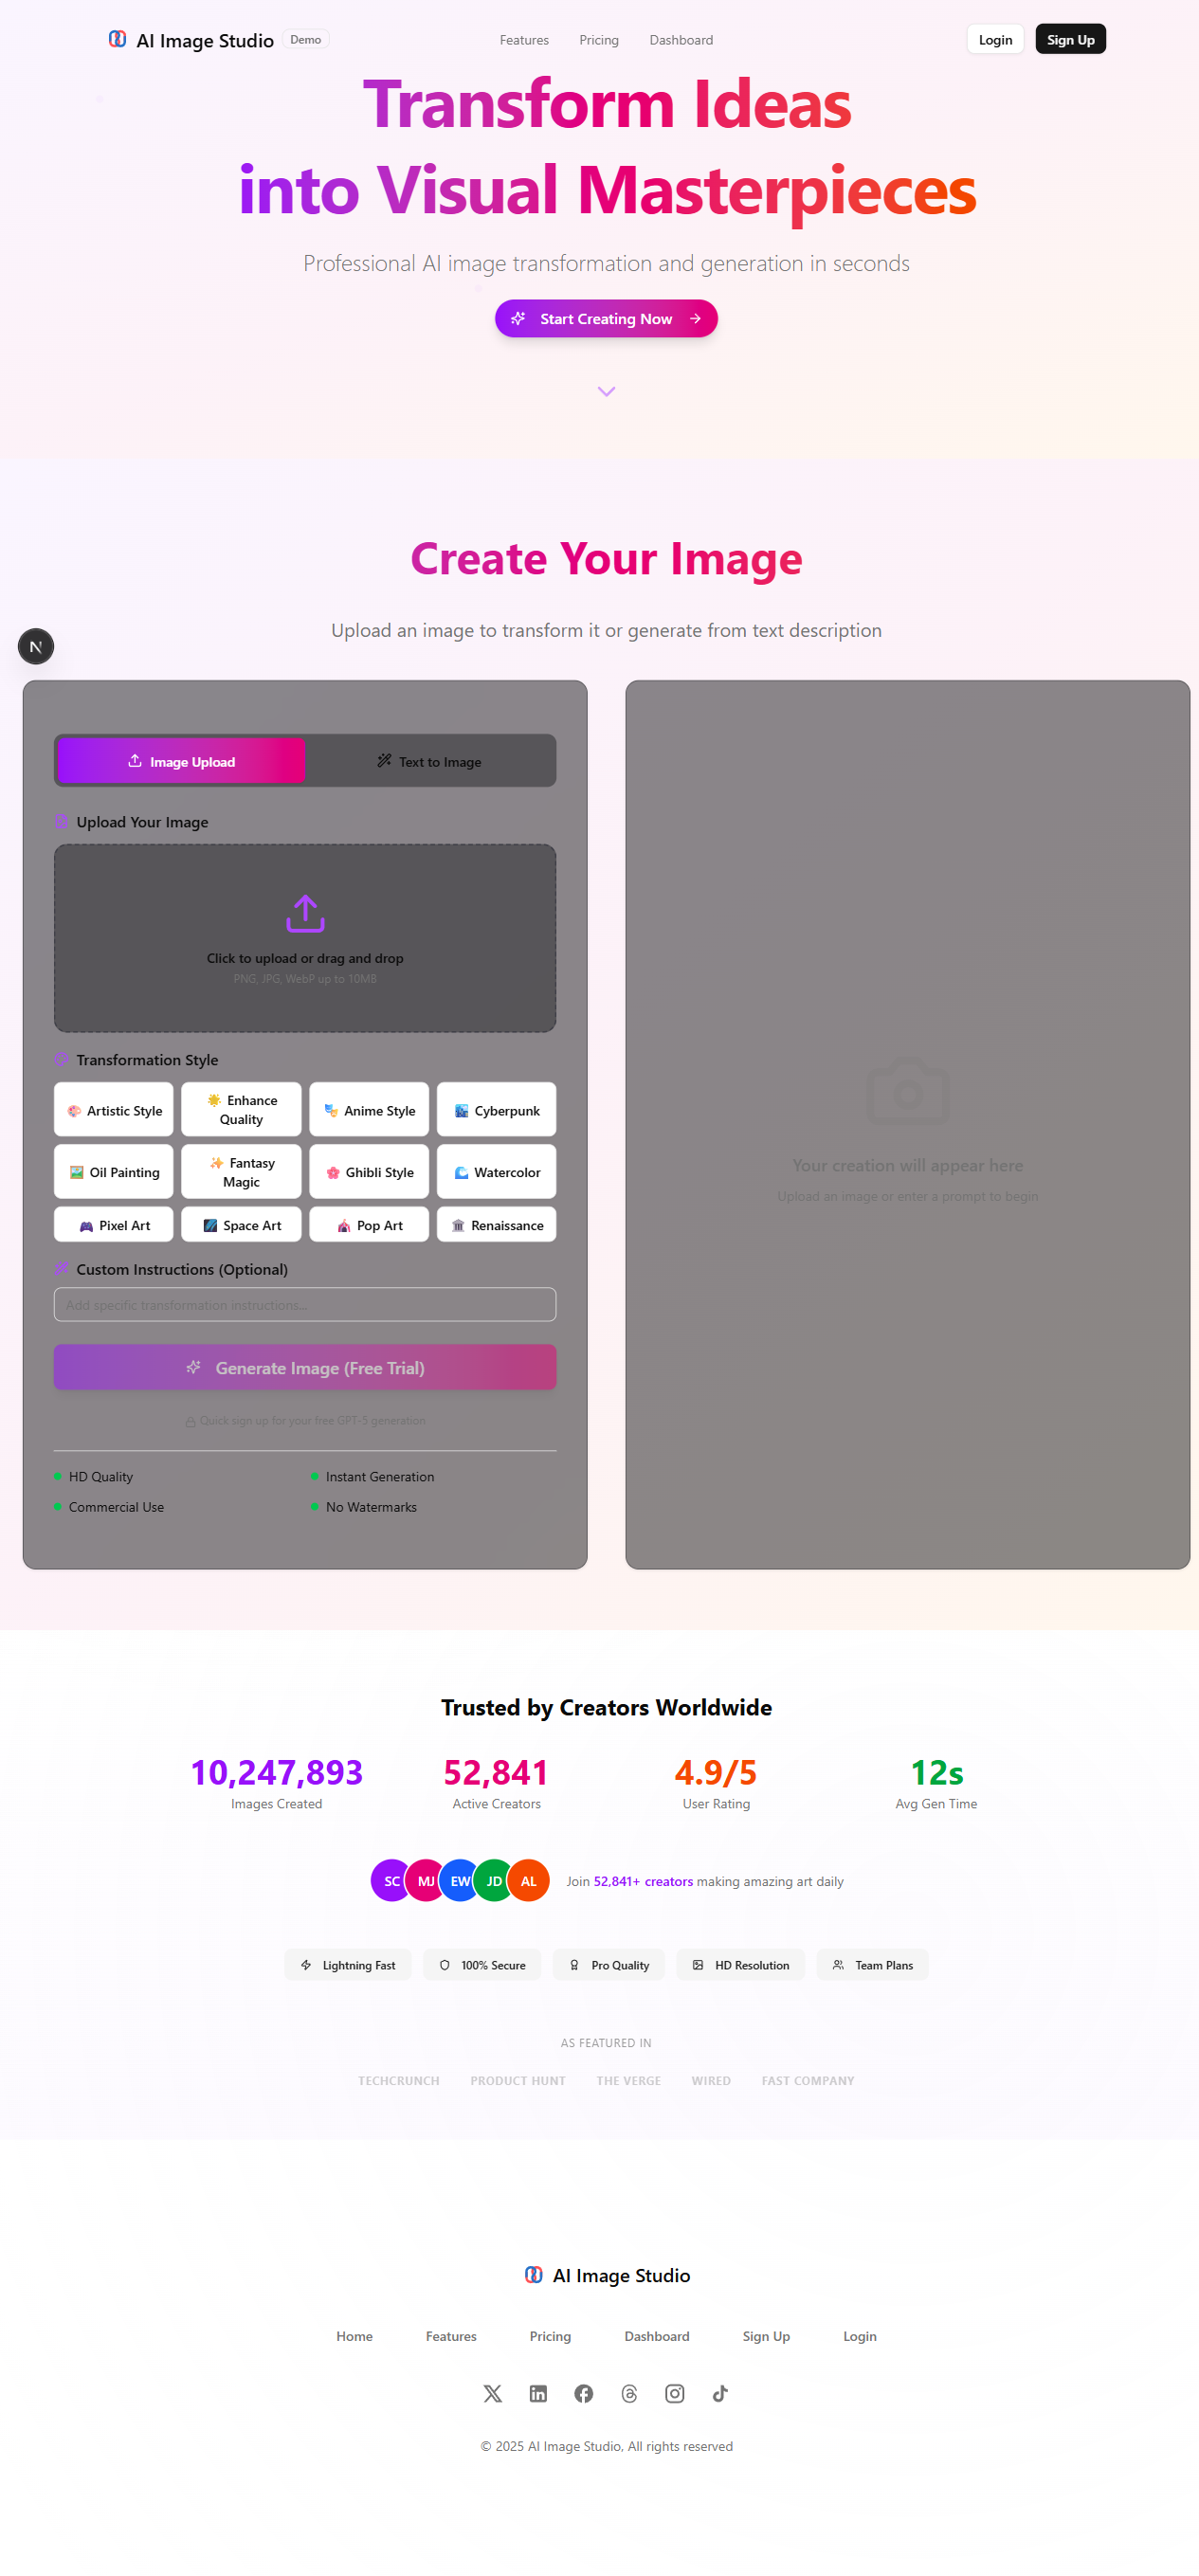 AI Image Studio Demo
Features Pricing Dashboard
Login Sign Up
Transform Ideas
into Visual Masterpieces
Professional AI image transformation and generation in seconds
Start Creating Now
Create Your Image
Upload an image to transform it or generate from text description
N
Image Upload Text to Image
Upload Your Image
Click to upload or drag and drop
PNG, JPG, WebP up to 10MB
Transformation Style
Artistic Style Enhance Quality Anime Style Cyberpunk
Oil Painting Fantasy Magic Ghibli Style Watercolor
Pixel Art Space Art Pop Art Renaissance
Custom Instructions (Optional)
Add specific transformation instructions...
Generate Image (Free Trial)
Quick sign up for your free GPT-5 generation
HD Quality Instant Generation
Commercial Use No Watermarks
Your creation will appear here
Upload an image or enter a prompt to begin
Trusted by Creators Worldwide
10,247,893 52,841 4.9/5 12s
Images Created Active Creators User Rating Avg Gen Time
SC MJ EW JD AL Join 52,841+ creators making amazing art daily
Lightning Fast 100% Secure Pro Quality HD Resolution Team Plans
AS FEATURED IN
TECHCRUNCH PRODUCT HUNT THE VERGE WIRED FAST COMPANY
AI Image Studio
Home Features Pricing Dashboard Sign Up Login
© 2025 AI Image Studio, All rights reserved